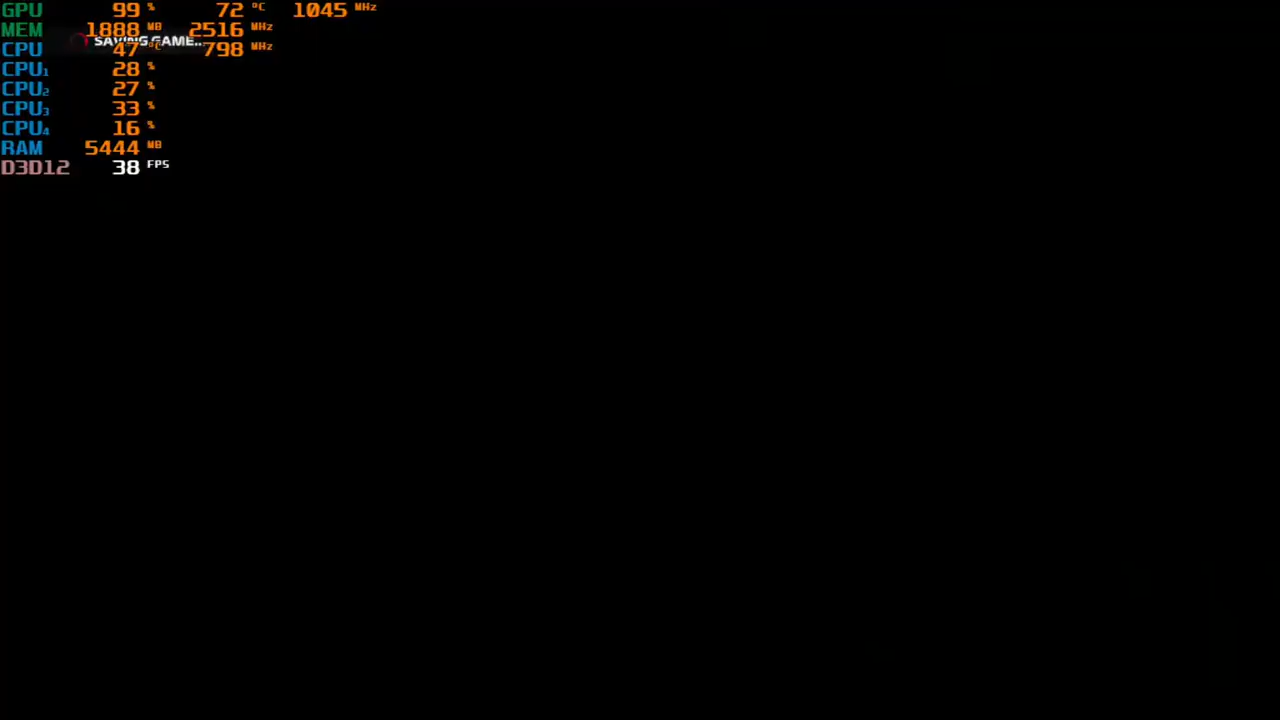 GPU 99 % 72 °C 1045 MHz
MEM 1888 MB 2516 MHz
SAVING GAME...
CPU 47 °C 798 MHz
CPU1 28 %
CPU2 27 %
CPU3 33 %
CPU4 16 %
RAM 5444 MB
D3D12 38 FPS